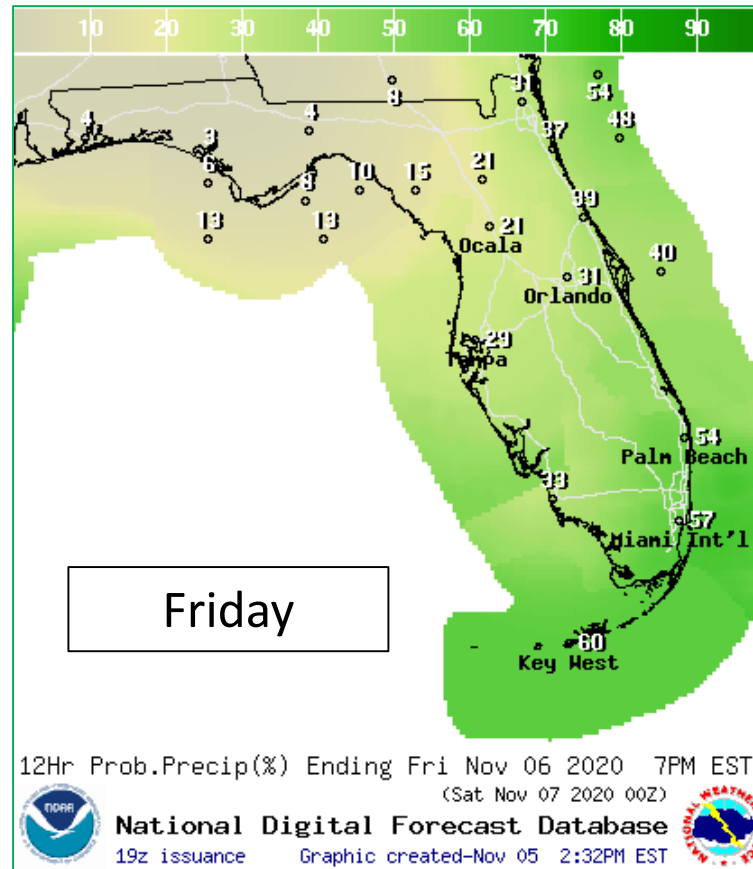 10 20 30 40 50 60 70 80 90
54
31
8
4
4
48
37
3
6
21
10
15
8
39
21
Ocala
13
13
40
31
Orlando
29
Tampa
54
Palm Beach
33
57
Miami Int'l
Friday
60
Key West
12Hr Prob.Precip(%) Ending Fri Nov 06 2020 7PM EST
(Sat Nov 07 2020 00Z)
NOAA
National Digital Forecast Database
19z issuance Graphic created-Nov 05 2:32PM EST